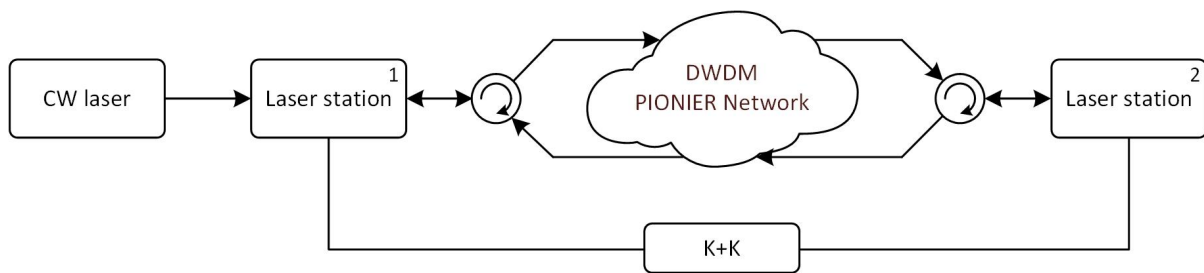 CW laser
1
Laser station
DWDM
PIONIER Network
2
Laser station
K+K